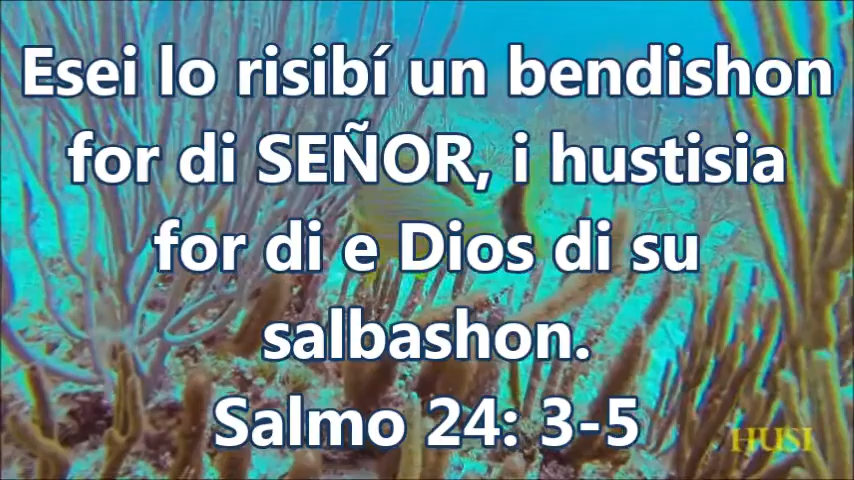 Esei lo risibí un bendishon
for di SEÑOR, i hustisia
for di e Dios di su
salbashon.
Salmo 24: 3-5
HUSI